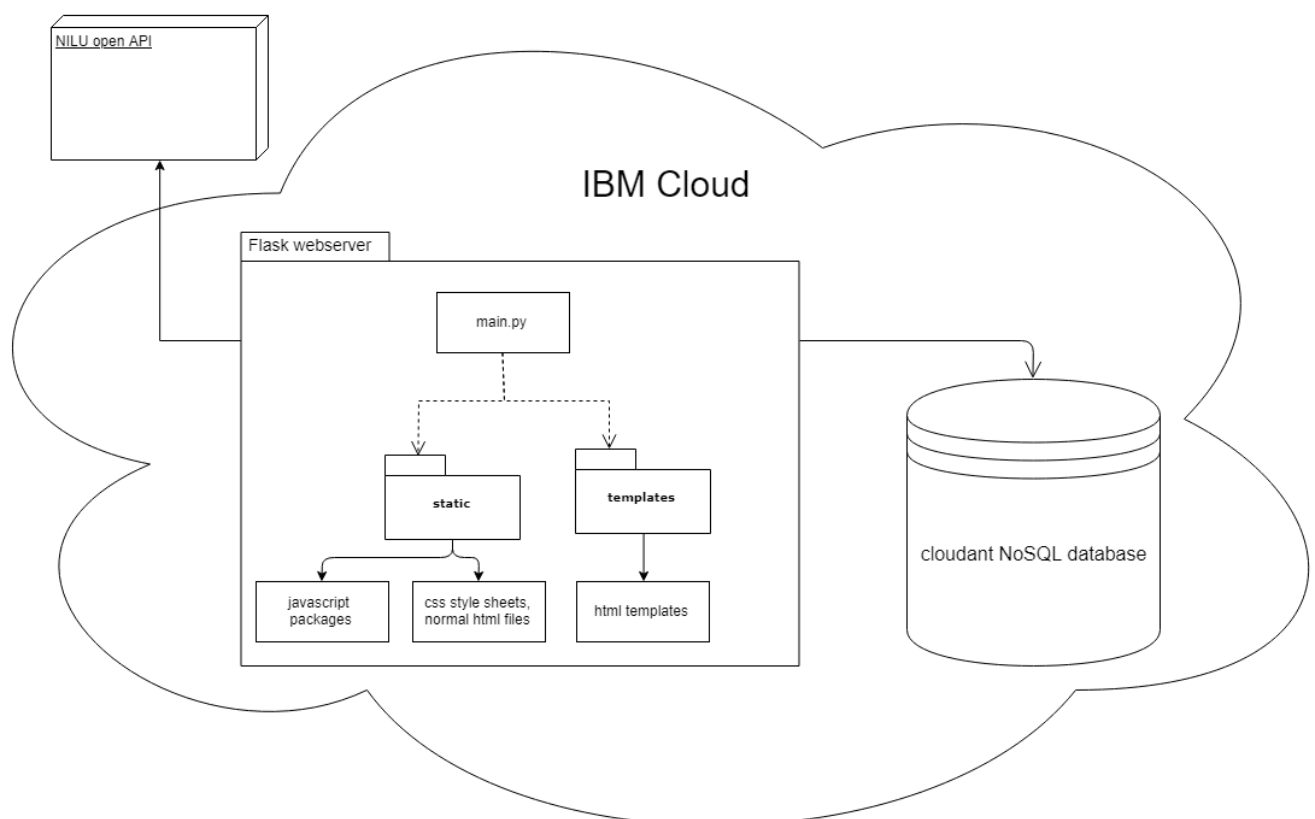 NILU open API
IBM Cloud
Flask webserver
main.py
static
templates
javascript
packages
css style sheets,
normal html files
html templates
cloudant NoSQL database